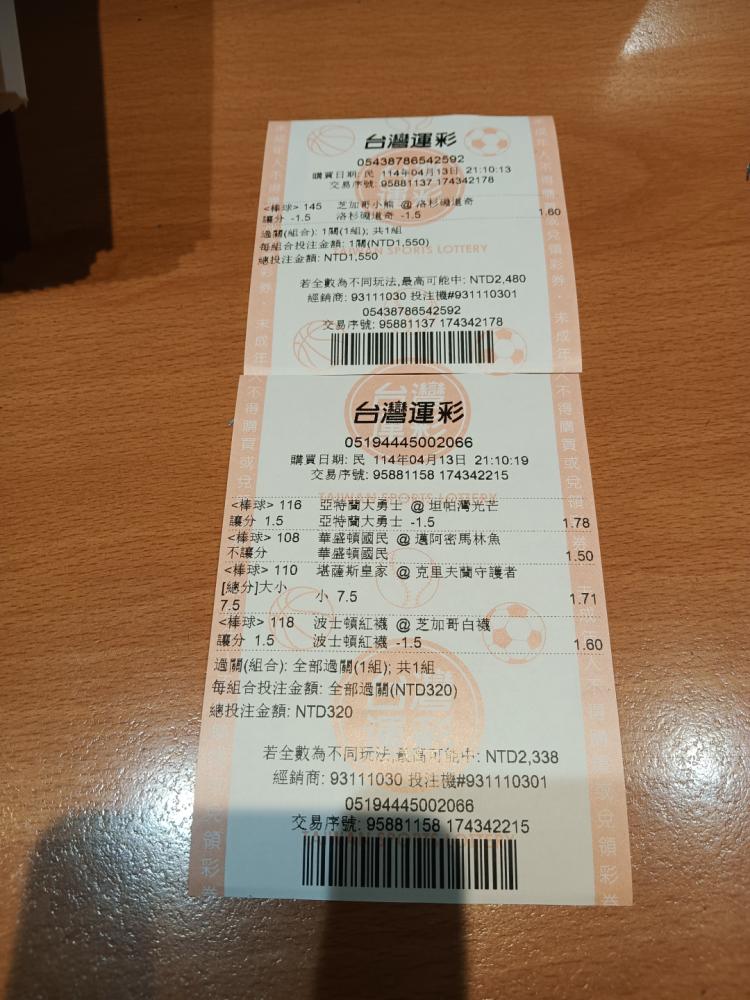 台灣運彩
05438786542592
購買日期: 民 114年04月13日 21:10:13
交易序號: 95881137 174342178
<棒球> 145 芝加哥小熊 @ 洛杉磯道奇
讓分 -1.5 洛杉磯道奇 -1.5 1.60
過關(組合): 1關(1組); 共1組
每組合投注金額: 1關(NTD1,550)
TAIWAN SPORTS LOTTERY
總投注金額: NTD1,550
若全數為不同玩法,最高可能中: NTD2,480
經銷商: 93111030 投注機#931110301
05438786542592
交易序號: 95881137 174342178
台灣運彩
台灣運彩
05194445002066
購買日期: 民 114年04月13日 21:10:19
交易序號: 95881158 174342215
TAIWAN SPORTS LOTTERY
<棒球> 116 亞特蘭大勇士 @ 坦帕灣光芒
讓分 1.5 亞特蘭大勇士 -1.5 1.78
<棒球> 108 華盛頓國民 @ 邁阿密馬林魚
不讓分 華盛頓國民 1.50
<棒球> 110 堪薩斯皇家 @ 克里夫蘭守護者
[總分]大小
7.5 小 7.5 1.71
<棒球> 118 波士頓紅襪 @ 芝加哥白襪
讓分 1.5 波士頓紅襪 -1.5 1.60
過關(組合): 全部過關(1組); 共1組
每組合投注金額: 全部過關(NTD320)
總投注金額: NTD320
若全數為不同玩法,最高可能中: NTD2,338
經銷商: 93111030 投注機#931110301
05194445002066
交易序號: 95881158 174342215